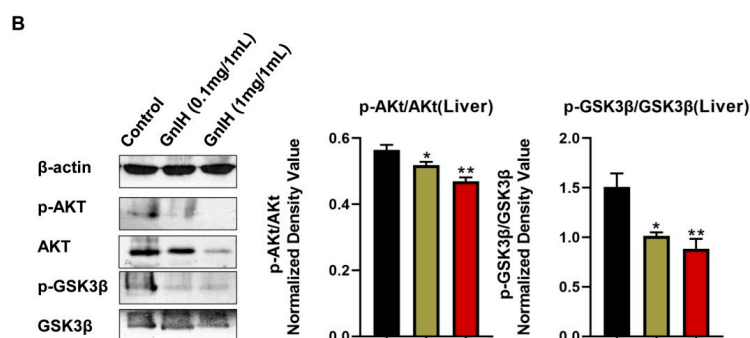 B
Control
GnIH (0.1mg/1mL)
GnIH (1mg/1mL)
β-actin
p-AKT
AKT
p-GSK3β
GSK3β
p-AKt/AKt(Liver)
p-AKt/AKt
Normalized Density Value
0.6
0.4
0.2
0.0
*
**
p-GSK3β/GSK3β(Liver)
p-GSK3β/GSK3β
Normalized Density Value
2.0
1.5
1.0
0.5
0.0
*
**